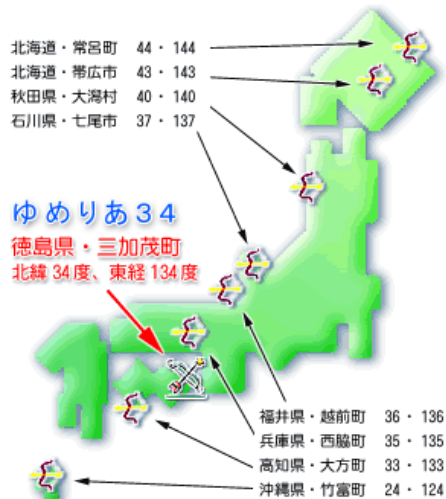 北海道・常呂町 44・144
北海道・帯広市 43・143
秋田県・大潟村 40・140
石川県・七尾市 37・137
ゆめりあ34
徳島県・三加茂町
北緯34度、東経134度
福井県・越前町 36・136
兵庫県・西脇町 35・135
高知県・大方町 33・133
沖縄県・竹富町 24・124